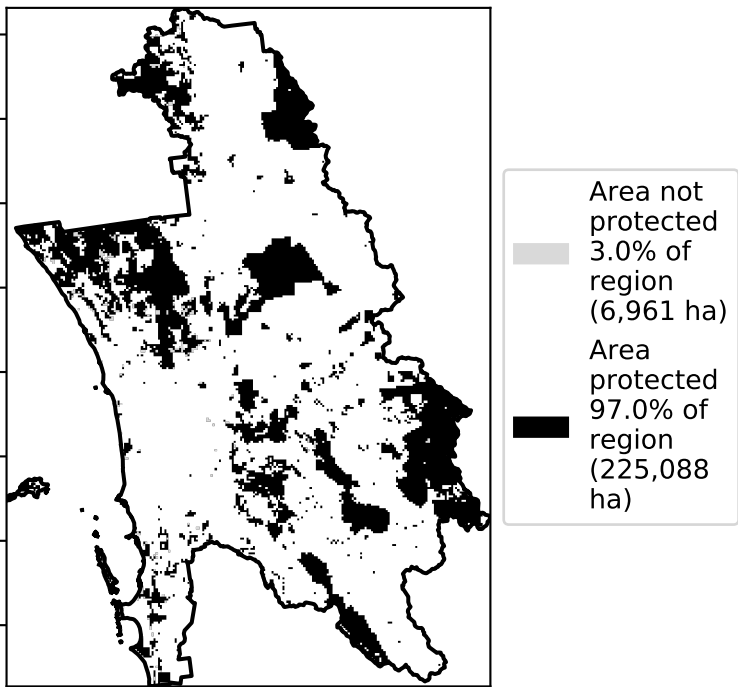 Area not
protected
3.0% of
region
(6,961 ha)
Area
protected
97.0% of
region
(225,088
ha)